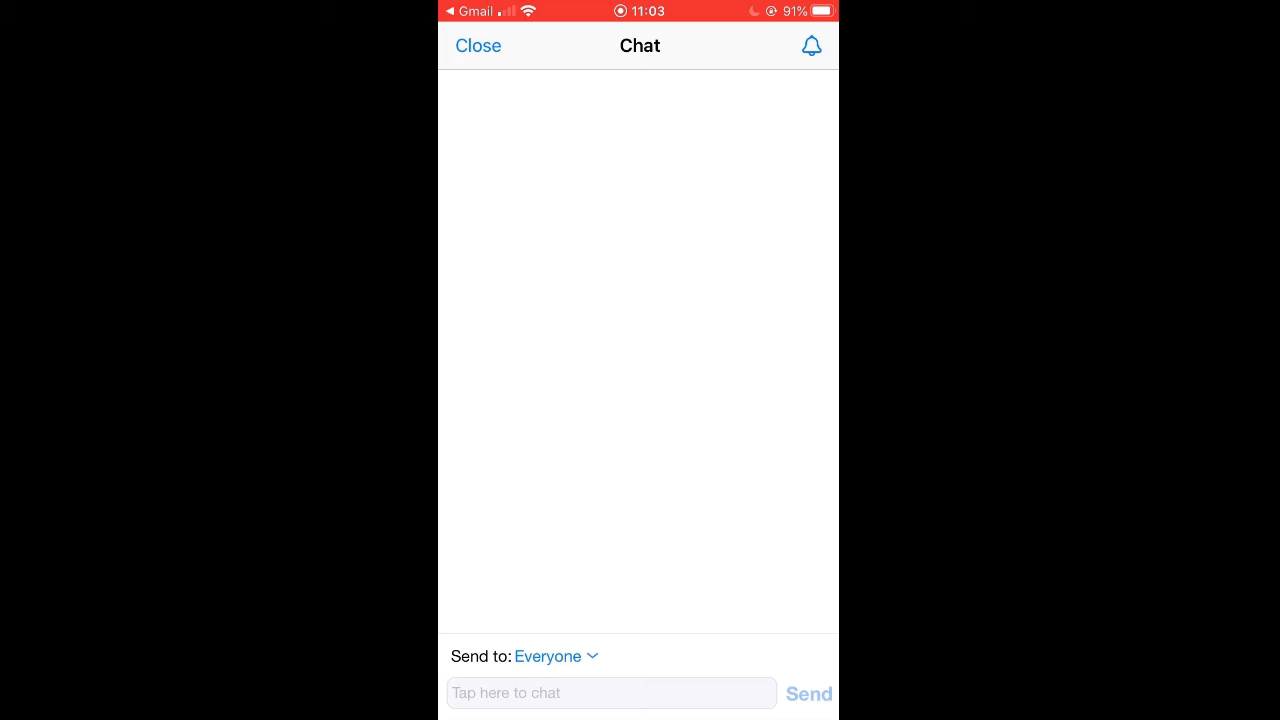 ◀ Gmail 11:03 91%
Close Chat
Send to: Everyone
Tap here to chat Send